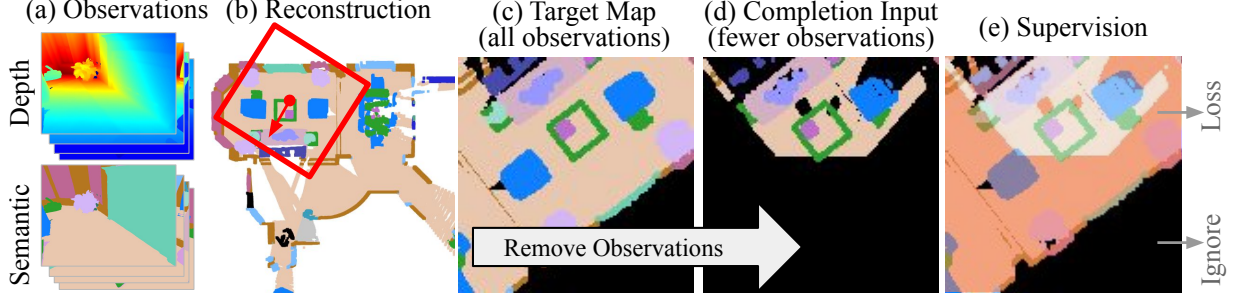 (a) Observations
(b) Reconstruction
(c) Target Map
(all observations)
(d) Completion Input
(fewer observations)
(e) Supervision
Depth
Semantic
Remove Observations
Loss
Ignore